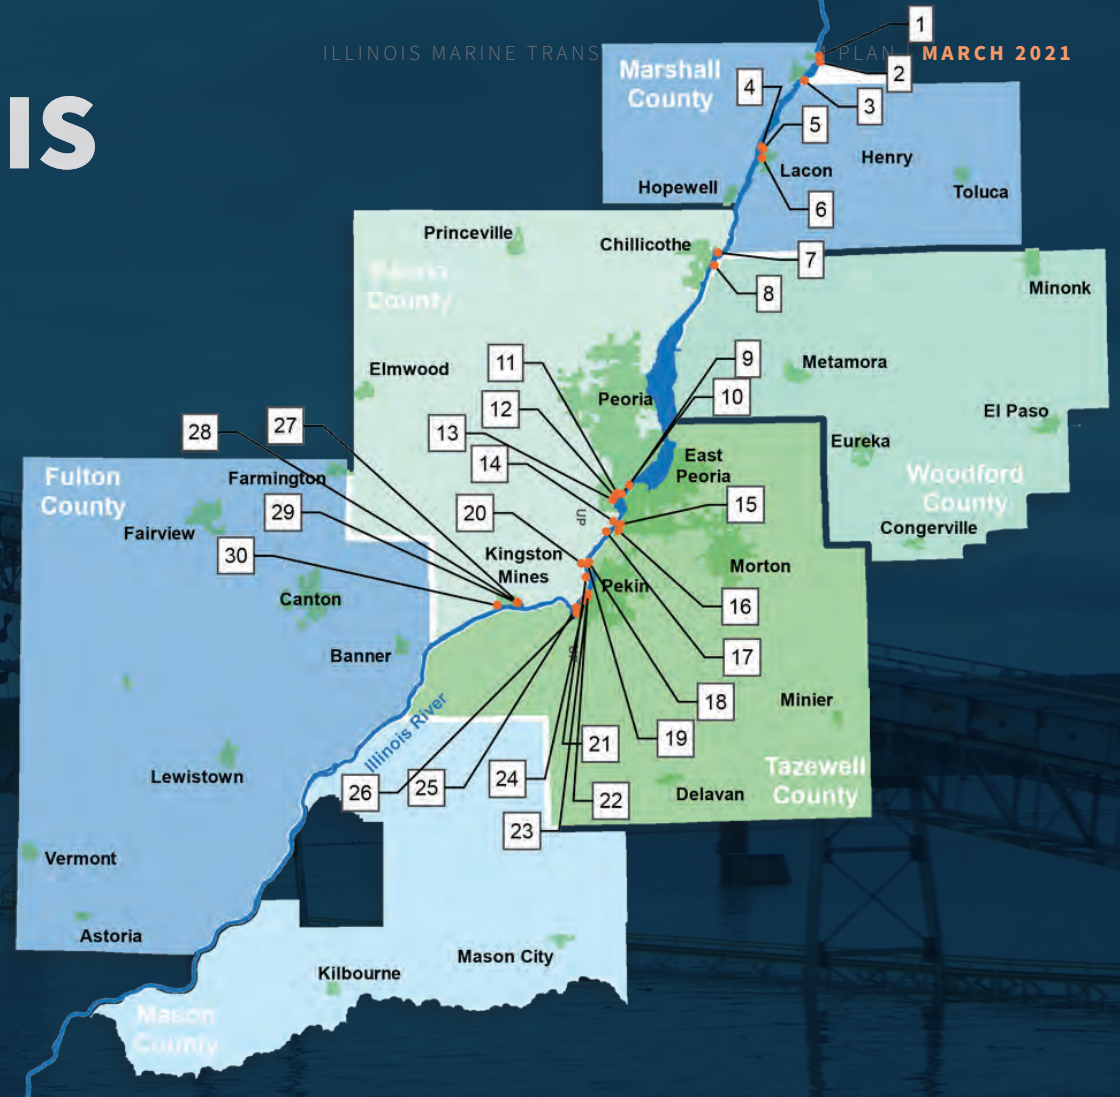 ILLINOIS MARINE TRANS PLAN | MARCH 2021
IS
1
2
3
4
5
6
7
8
9
10
11
12
13
14
15
16
17
18
19
20
21
22
23
24
25
26
27
28
29
30
Marshall
County
Henry
Lacon
Hopewell
Toluca
Princeville
Chillicothe
Peoria
County
Minonk
Elmwood
Metamora
Peoria
El Paso
Eureka
East
Peoria
Woodford
County
Fulton
County
Farmington
Fairview
Congerville
UP
Kingston
Mines
Morton
Pekin
Canton
Banner
Minier
Illinois River
Lewistown
Tazewell
County
Delavan
Vermont
Astoria
Mason City
Kilbourne
Mason
County